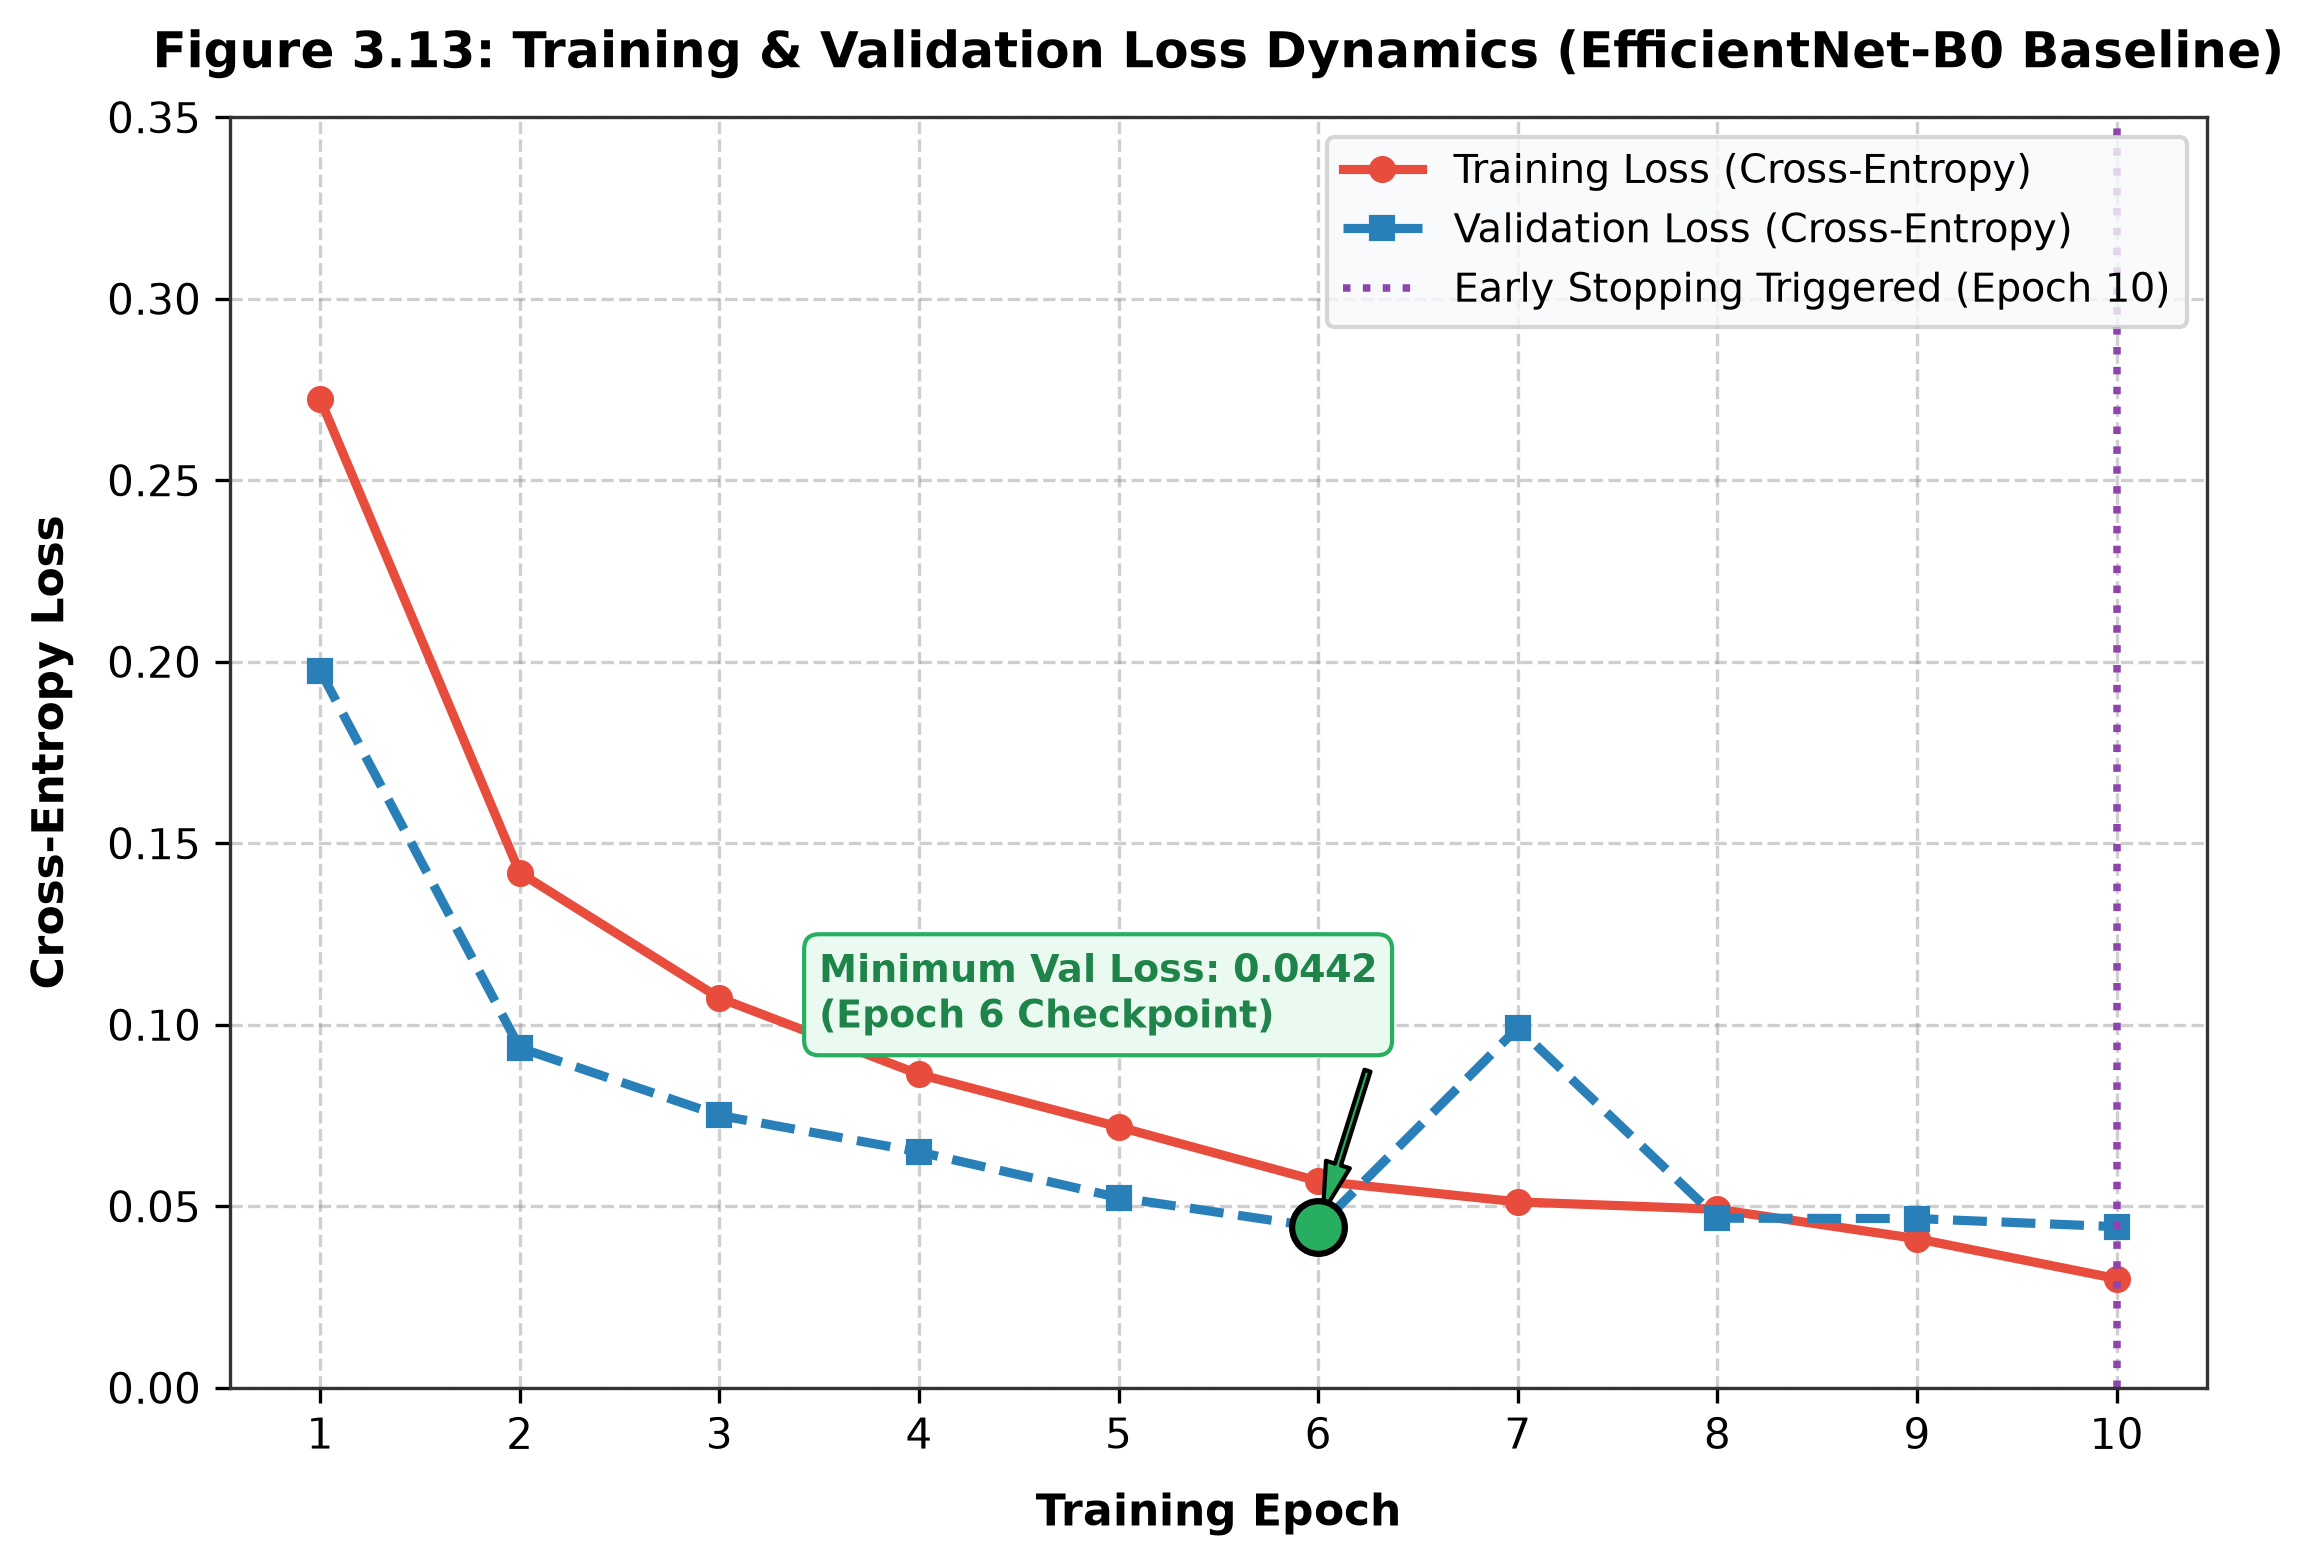 Figure 3.13: Training & Validation Loss Dynamics (EfficientNet-B0 Baseline)
Training Loss (Cross-Entropy)
Validation Loss (Cross-Entropy)
Early Stopping Triggered (Epoch 10)
Cross-Entropy Loss
0.35
0.30
0.25
0.20
0.15
0.10
0.05
0.00
Minimum Val Loss: 0.0442
(Epoch 6 Checkpoint)
1 2 3 4 5 6 7 8 9 10
Training Epoch